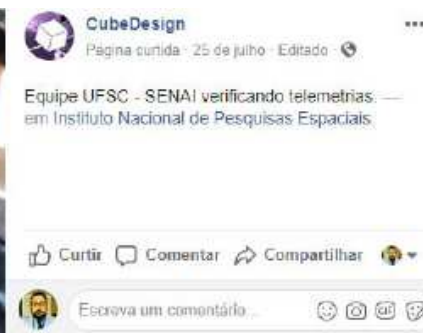 CubeDesign
Página curtida · 25 de julho · Editado ·
Equipe UFSC - SENAI verificando telemetrias. —
em Instituto Nacional de Pesquisas Espaciais.
Curtir Comentar Compartilhar
Escreva um comentário...
GIF